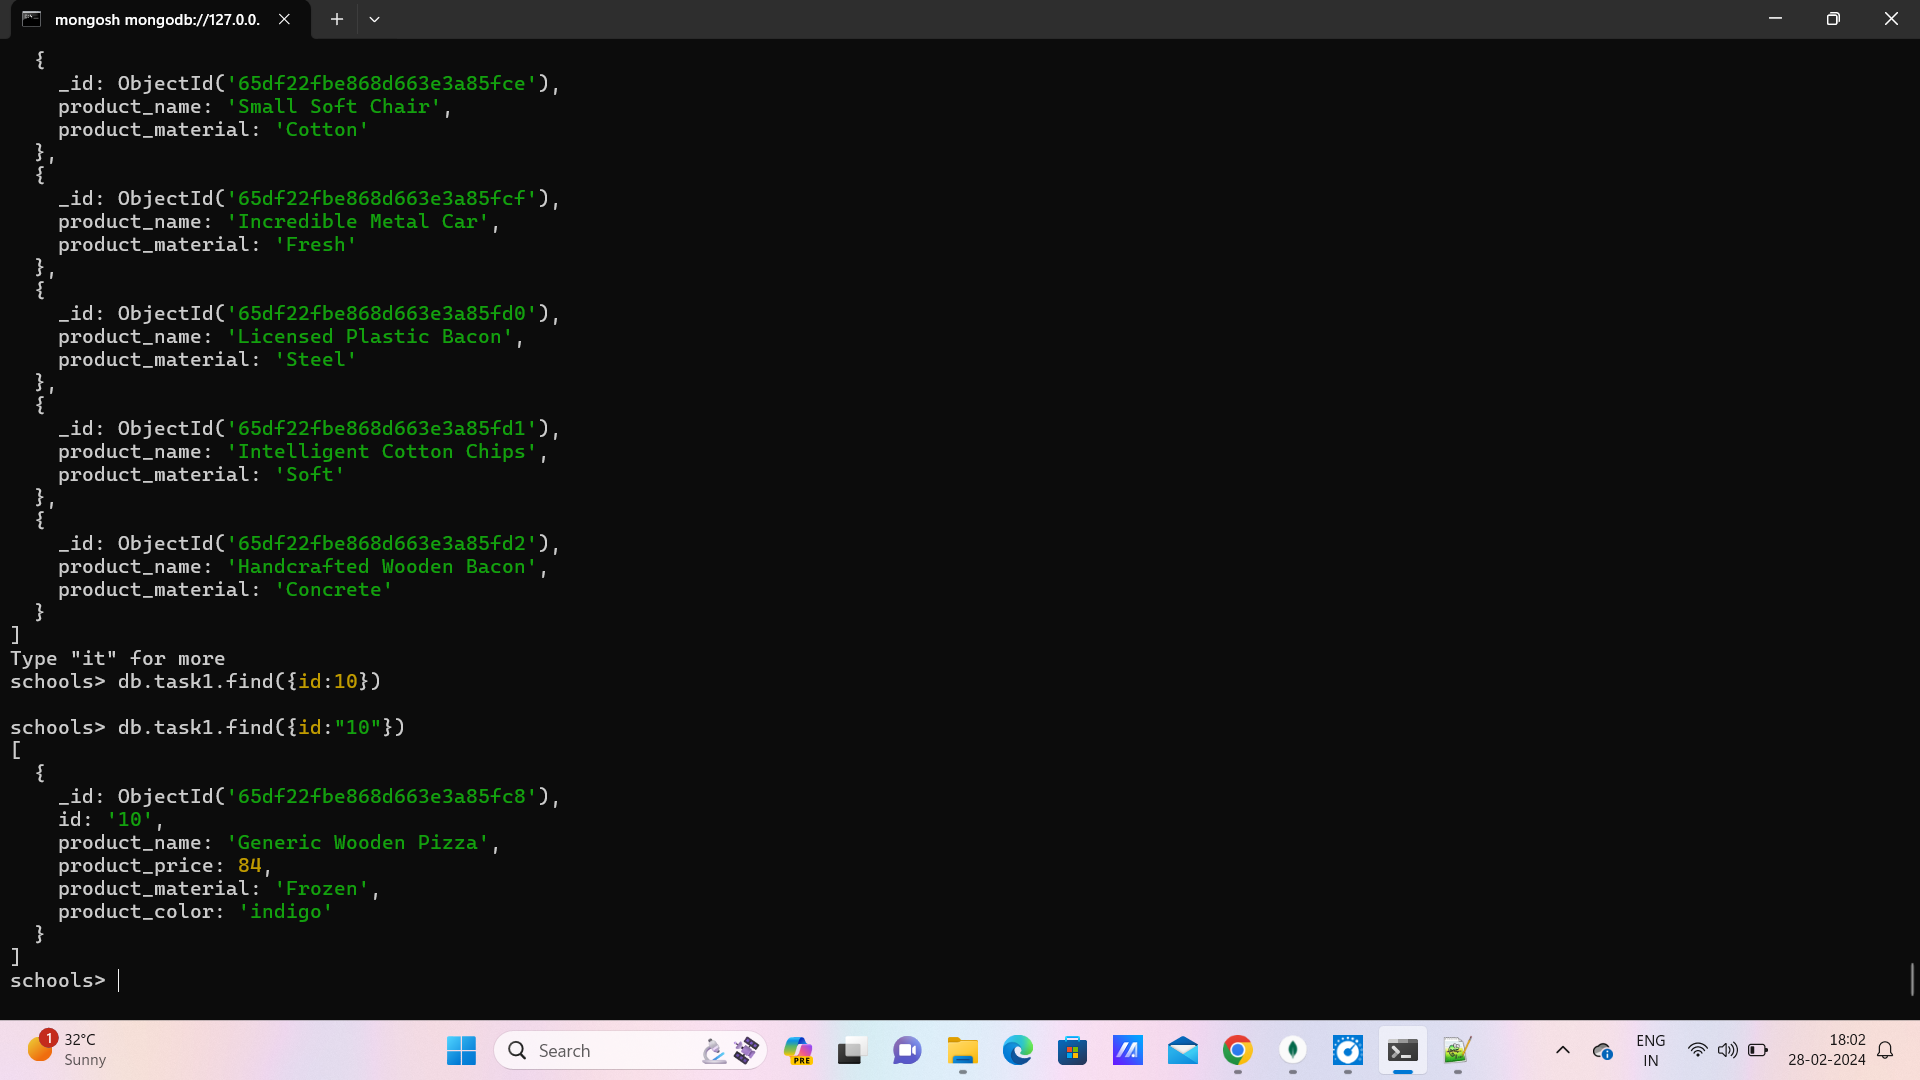 mongosh mongodb://127.0.0.
{
_id: ObjectId('65df22fbe868d663e3a85fce'),
product_name: 'Small Soft Chair',
product_material: 'Cotton'
},
{
_id: ObjectId('65df22fbe868d663e3a85fcf'),
product_name: 'Incredible Metal Car',
product_material: 'Fresh'
},
{
_id: ObjectId('65df22fbe868d663e3a85fd0'),
product_name: 'Licensed Plastic Bacon',
product_material: 'Steel'
},
{
_id: ObjectId('65df22fbe868d663e3a85fd1'),
product_name: 'Intelligent Cotton Chips',
product_material: 'Soft'
},
{
_id: ObjectId('65df22fbe868d663e3a85fd2'),
product_name: 'Handcrafted Wooden Bacon',
product_material: 'Concrete'
}
]
Type "it" for more
schools> db.task1.find({id:10})
schools> db.task1.find({id:"10"})
[
{
_id: ObjectId('65df22fbe868d663e3a85fc8'),
id: '10',
product_name: 'Generic Wooden Pizza',
product_price: 84,
product_material: 'Frozen',
product_color: 'indigo'
}
]
schools>
1
32°C
Sunny
Search
PRE
ENG
IN
18:02
28-02-2024